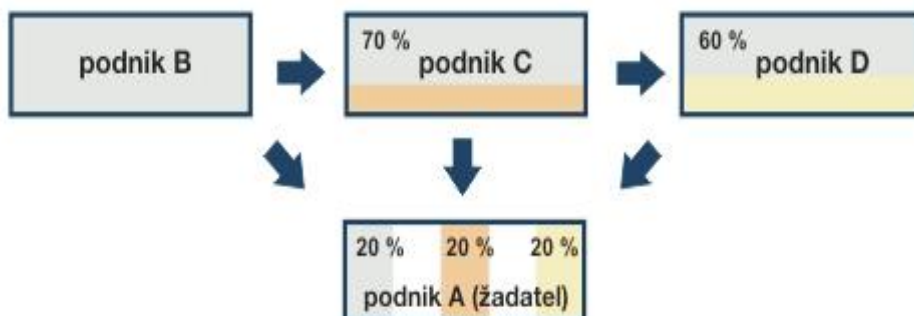 podnik B
70 %
podnik C
60 %
podnik D
20 % 20 % 20 %
podnik A (žadatel)